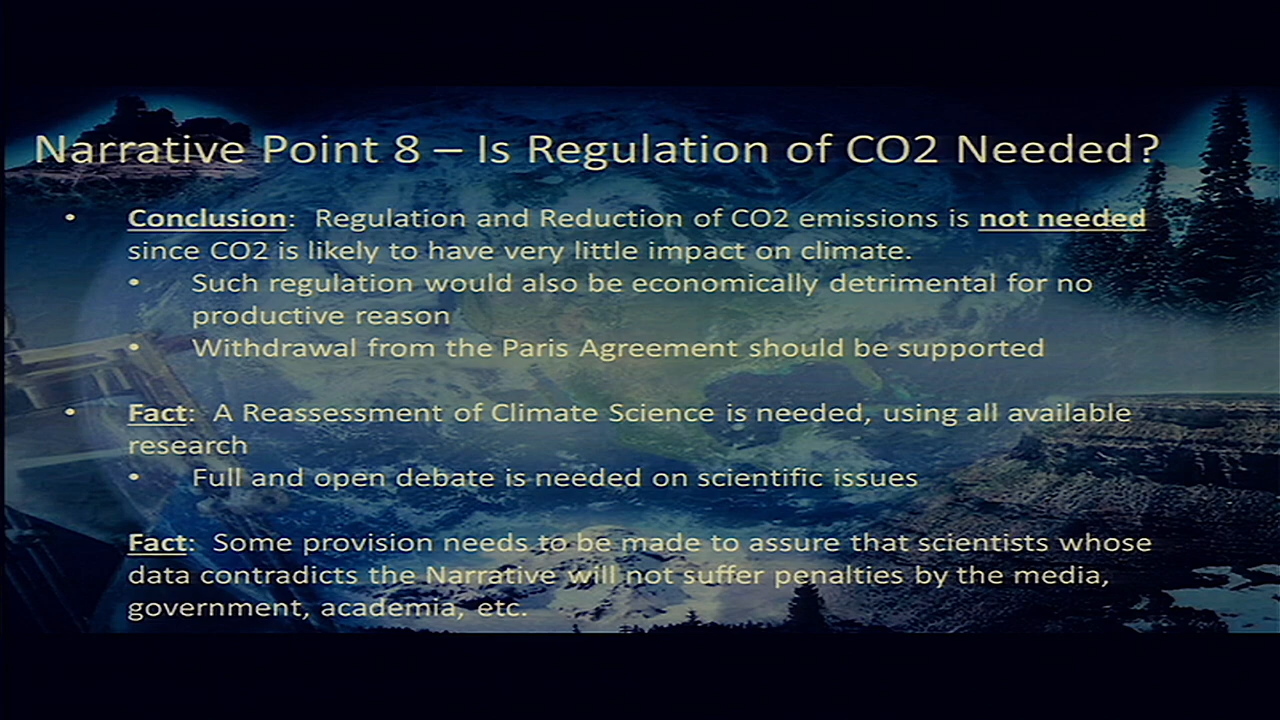 Narrative Point 8 – Is Regulation of CO2 Needed?
• Conclusion: Regulation and Reduction of CO2 emissions is not needed
since CO2 is likely to have very little impact on climate.
• Such regulation would also be economically detrimental for no
productive reason
• Withdrawal from the Paris Agreement should be supported
• Fact: A Reassessment of Climate Science is needed, using all available
research
• Full and open debate is needed on scientific issues
Fact: Some provision needs to be made to assure that scientists whose
data contradicts the Narrative will not suffer penalties by the media,
government, academia, etc.